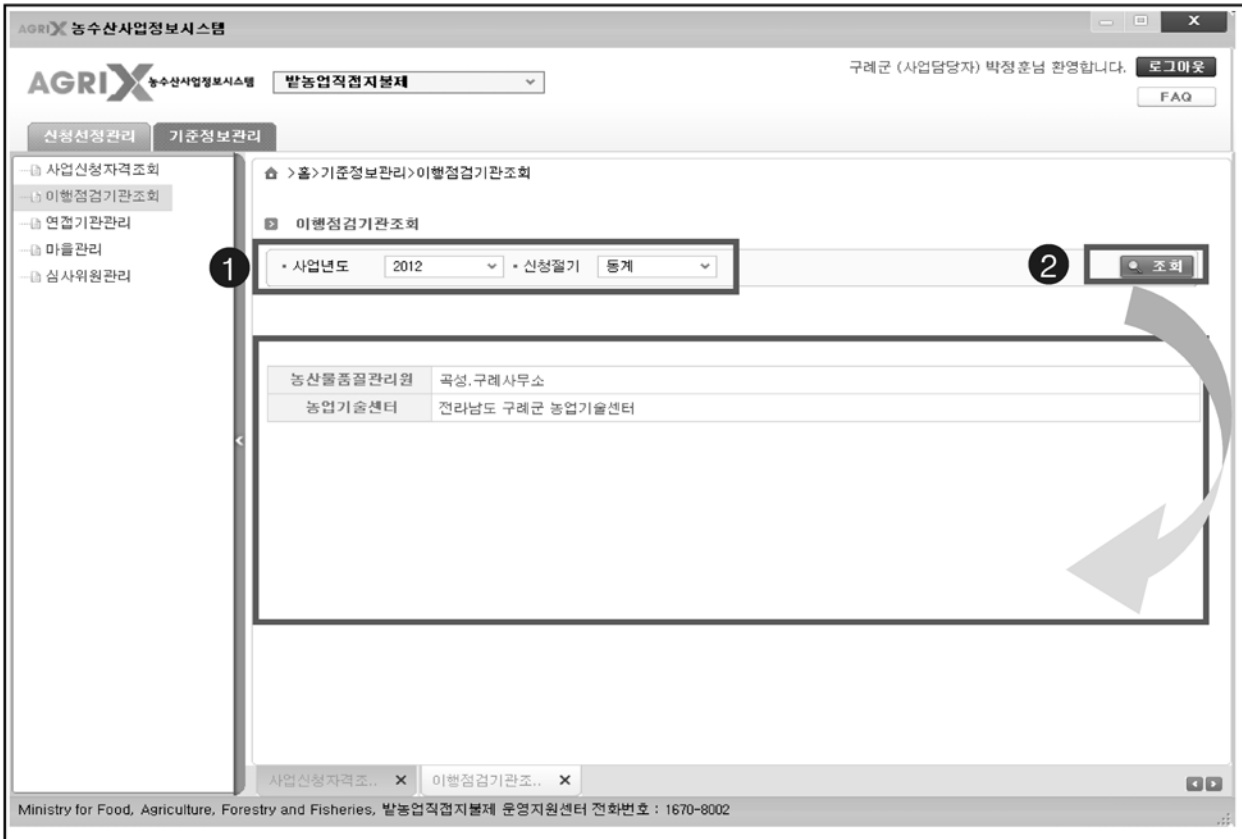 AGRIX 농수산사업정보시스템
AGRIX 농수산사업정보시스템 밭농업직접지불제 구례군 (사업담당자) 박정훈님 환영합니다. 로그아웃
FAQ
신청선정관리 기준정보관리
사업신청자격조회
이행점검기관조회
연접기관관리
마을관리
심사위원관리
>홈>기준정보관리>이행점검기관조회
이행점검기관조회
1 • 사업년도 2012 • 신청절기 동계 2 조회
농산물품질관리원 곡성.구례사무소
농업기술센터 전라남도 구례군 농업기술센터
사업신청자격조.. X 이행점검기관조.. X
Ministry for Food, Agriculture, Forestry and Fisheries, 밭농업직접지불제 운영지원센터 전화번호 : 1670-8002